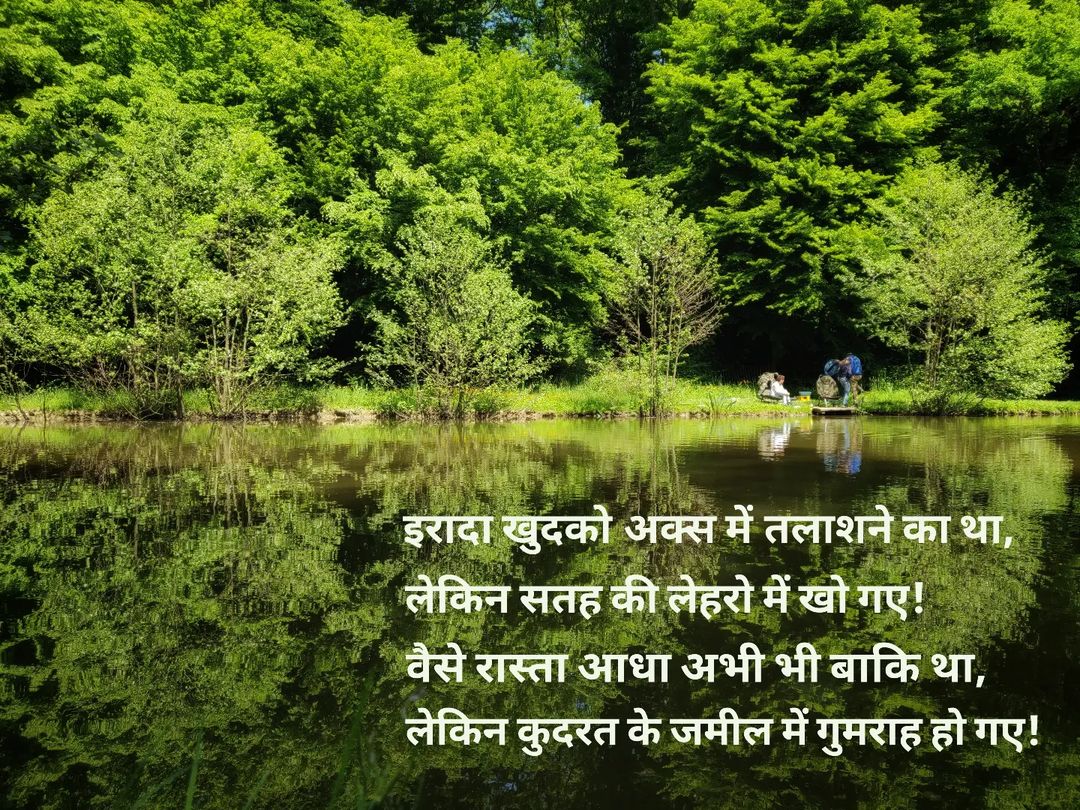 इरादा खुदको अक्स में तलाशने का था,
लेकिन सतह की लेहरो में खो गए!
वैसे रास्ता आधा अभी भी बाकि था,
लेकिन कुदरत के जमील में गुमराह हो गए!